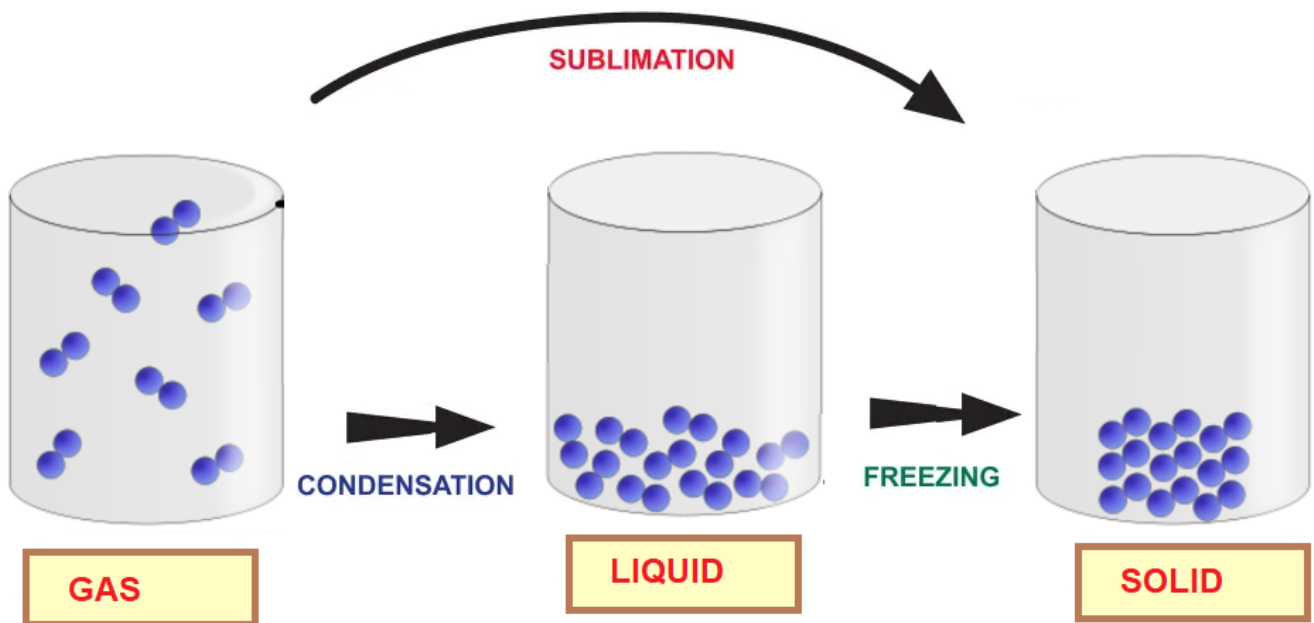 SUBLIMATION
CONDENSATION
FREEZING
GAS
LIQUID
SOLID